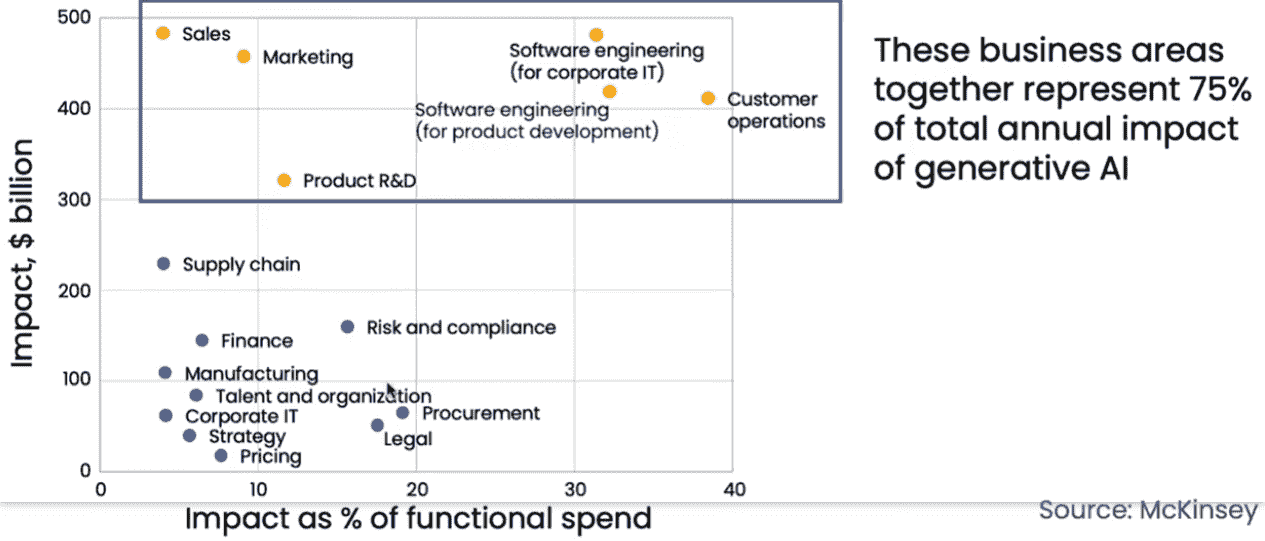 500
400
300
200
100
0
Impact, $ billion
Sales
Marketing
Software engineering
(for corporate IT)
Software engineering
(for product development)
Customer
operations
Product R&D
Supply chain
Risk and compliance
Finance
Manufacturing
Talent and organization
Corporate IT
Procurement
Strategy
Legal
Pricing
0
10
20
30
40
Impact as % of functional spend
These business areas
together represent 75%
of total annual impact
of generative AI
Source: McKinsey